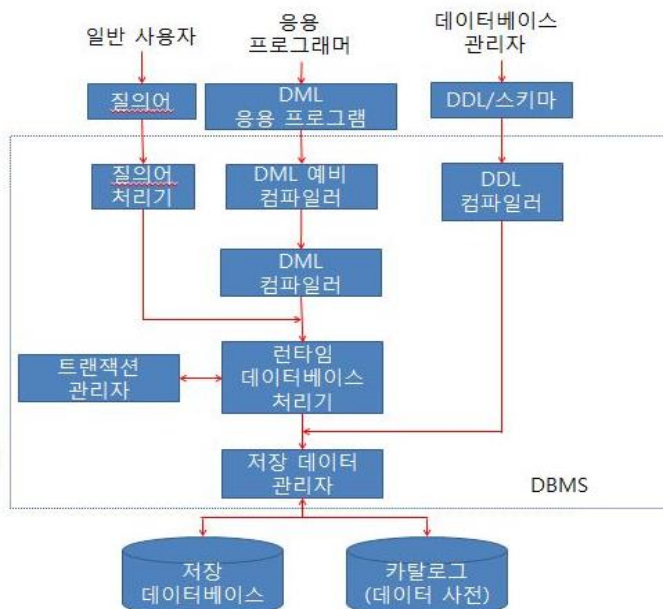 일반 사용자
응용
프로그래머
데이터베이스
관리자
질의어
DML
응용 프로그램
DDL/스키마
질의어
처리기
DML 예비
컴파일러
DDL
컴파일러
DML
컴파일러
트랜잭션
관리자
런타임
데이터베이스
처리기
저장 데이터
관리자
DBMS
저장
데이터베이스
카탈로그
(데이터 사전)